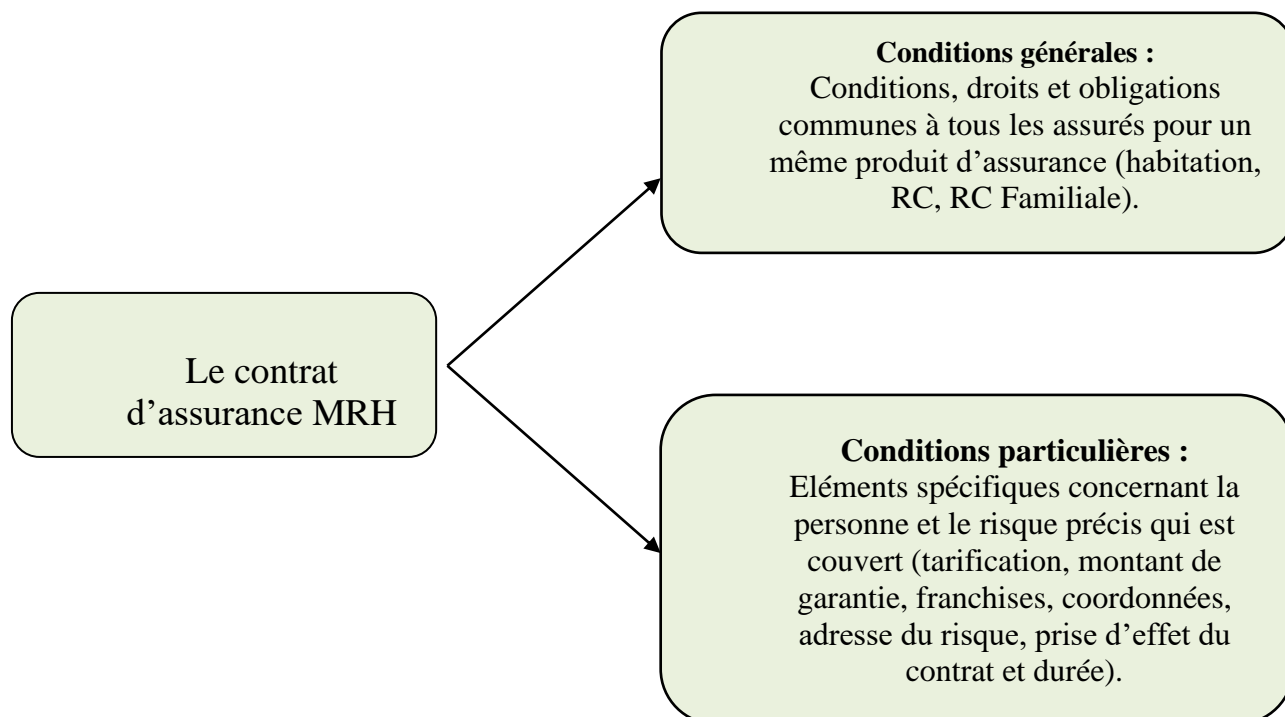 Conditions générales :
Conditions, droits et obligations
communes à tous les assurés pour un
même produit d’assurance (habitation,
RC, RC Familiale).
Le contrat
d’assurance MRH
Conditions particulières :
Eléments spécifiques concernant la
personne et le risque précis qui est
couvert (tarification, montant de
garantie, franchises, coordonnées,
adresse du risque, prise d’effet du
contrat et durée).